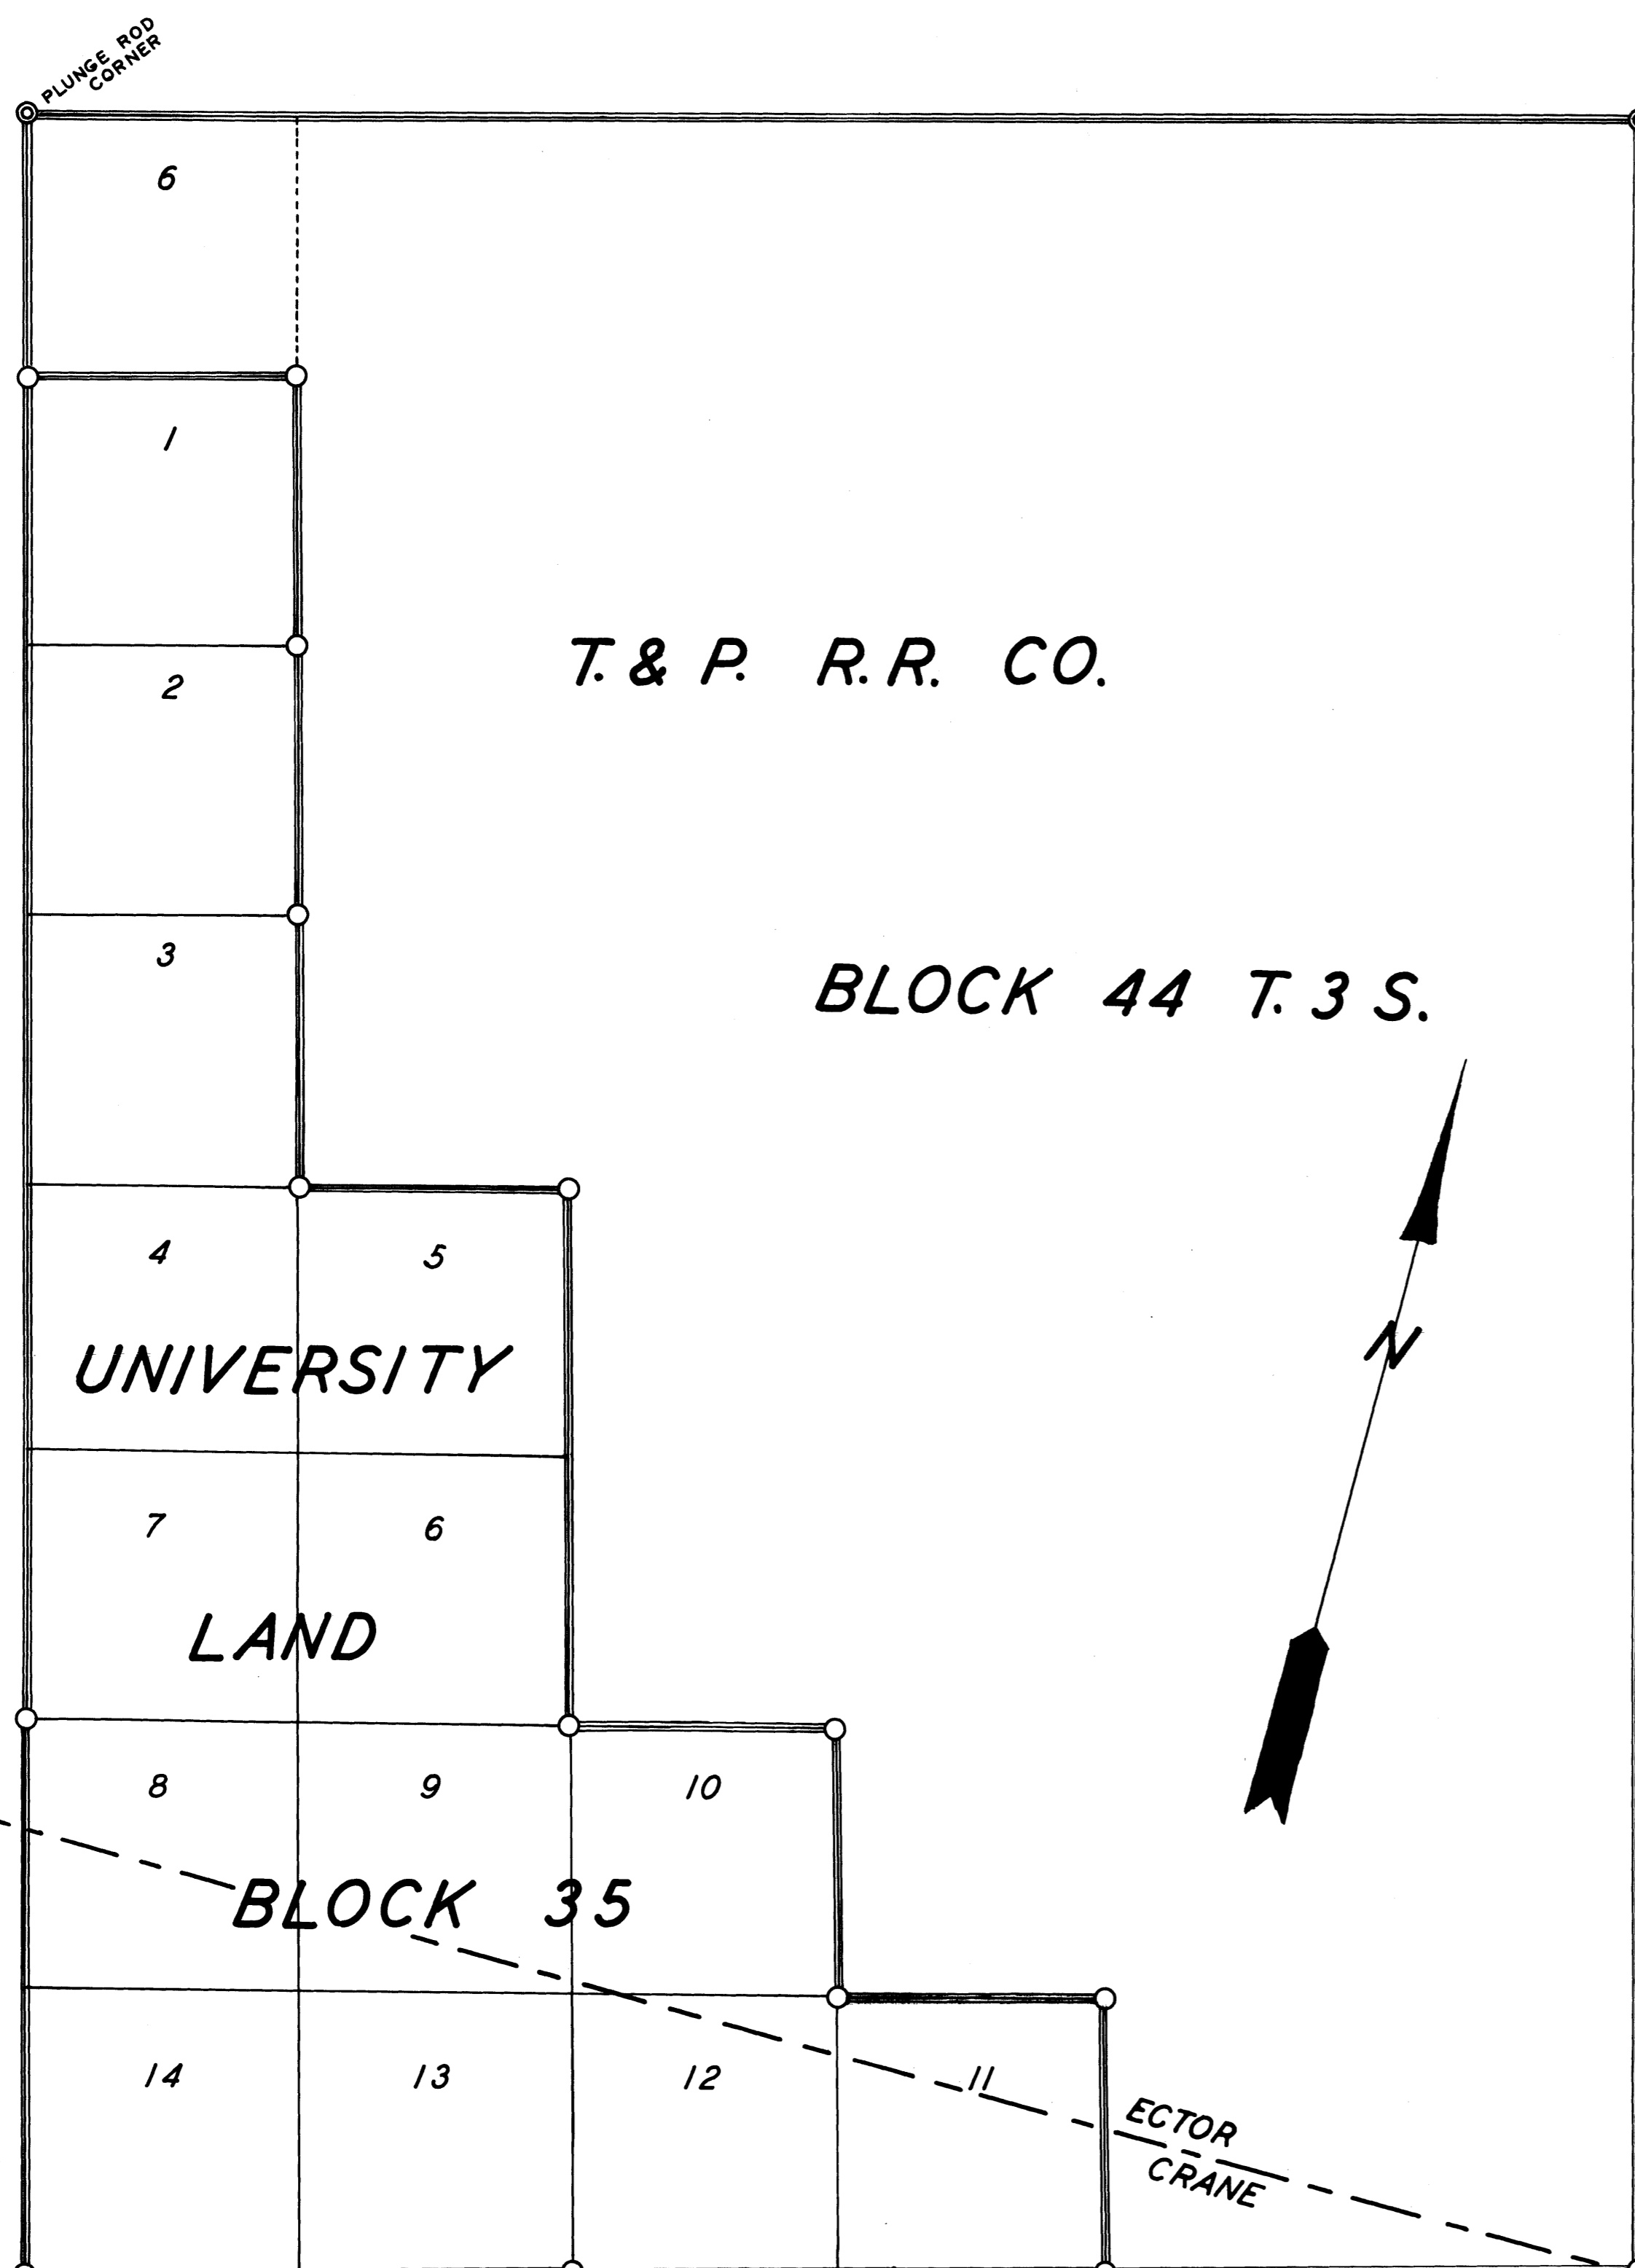 PLUNGE ROD
CORNER
6
1
2
T. & P. R.R. CO.
3
BLOCK 44 T. 3 S.
4
5
N
UNIVERSITY
7
6
LAND
8
9
10
BLOCK 35
14
13
12
11
ECTOR
CRANE